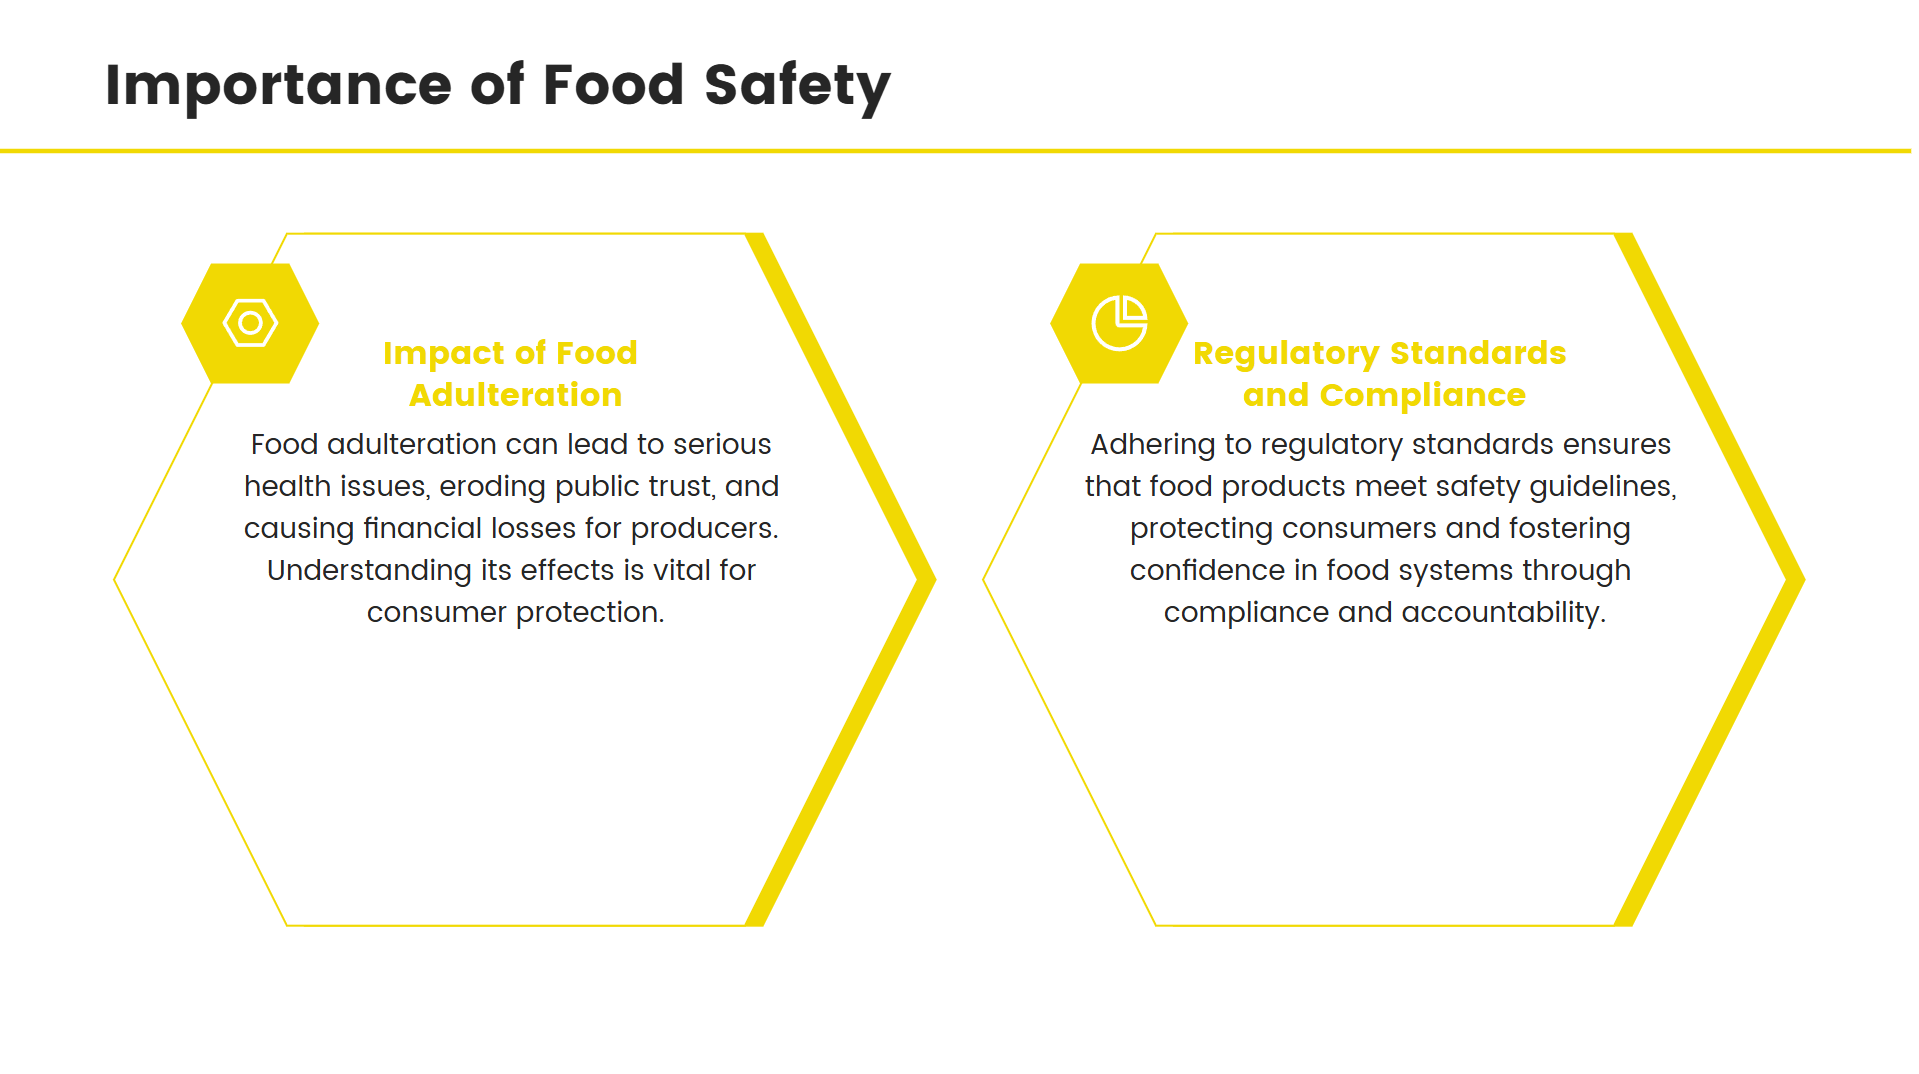 Importance of Food Safety
Impact of Food
Adulteration
Food adulteration can lead to serious
health issues, eroding public trust, and
causing financial losses for producers.
Understanding its effects is vital for
consumer protection.
Regulatory Standards
and Compliance
Adhering to regulatory standards ensures
that food products meet safety guidelines,
protecting consumers and fostering
confidence in food systems through
compliance and accountability.